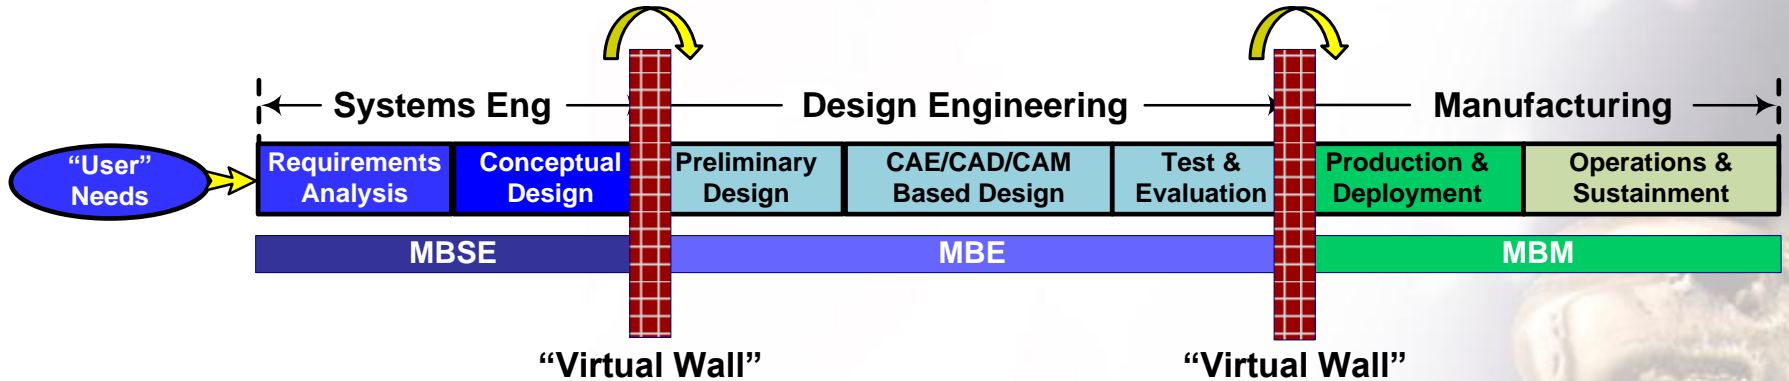 Systems Eng
Design Engineering
Manufacturing
“User”
Needs
Requirements
Analysis
Conceptual
Design
Preliminary
Design
CAE/CAD/CAM
Based Design
Test &
Evaluation
Production &
Deployment
Operations &
Sustainment
MBSE
MBE
MBM
“Virtual Wall”
“Virtual Wall”